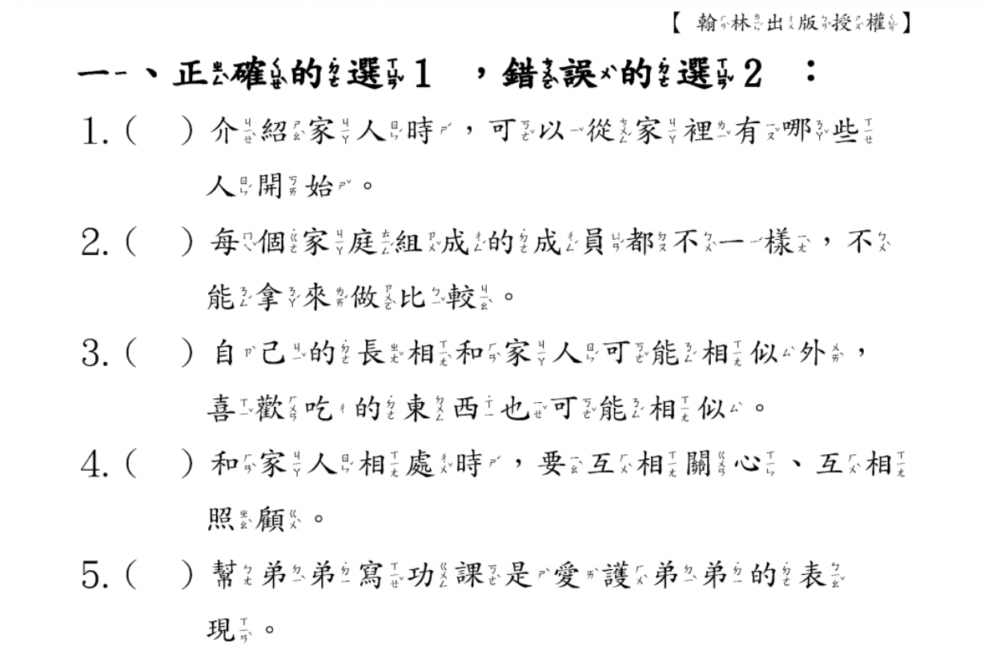 【翰林出版授權】
一、正確的選1，錯誤的選2：
1.（　）介紹家人時，可以從家裡有哪些
人開始。
2.（　）每個家庭組成的成員都不一樣，不
能拿來做比較。
3.（　）自己的長相和家人可能相似外，
喜歡吃的東西也可能相似。
4.（　）和家人相處時，要互相關心、互相
照顧。
5.（　）幫弟弟寫功課是愛護弟弟的表
現。